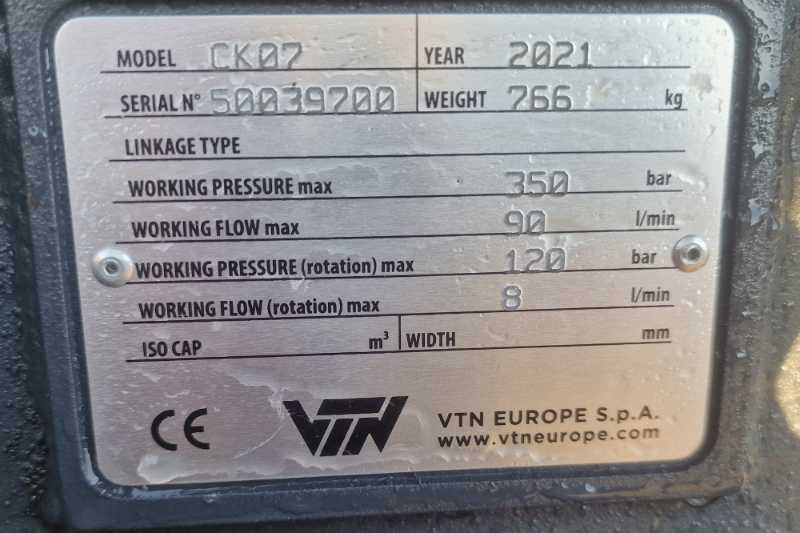 MODEL CK07 YEAR 2021
SERIAL N° 50039700 WEIGHT 766 kg
LINKAGE TYPE
WORKING PRESSURE max 350 bar
WORKING FLOW max 90 l/min
WORKING PRESSURE (rotation) max 120 bar
WORKING FLOW (rotation) max 8 l/min
ISO CAP m³ WIDTH mm
CE VTN VTN EUROPE S.p.A.
www.vtneurope.com